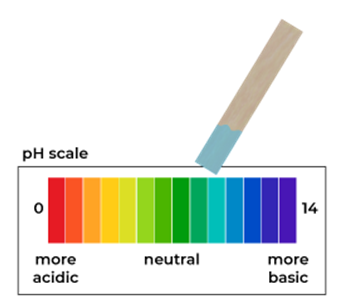 pH scale
0
14
more
acidic
neutral
more
basic